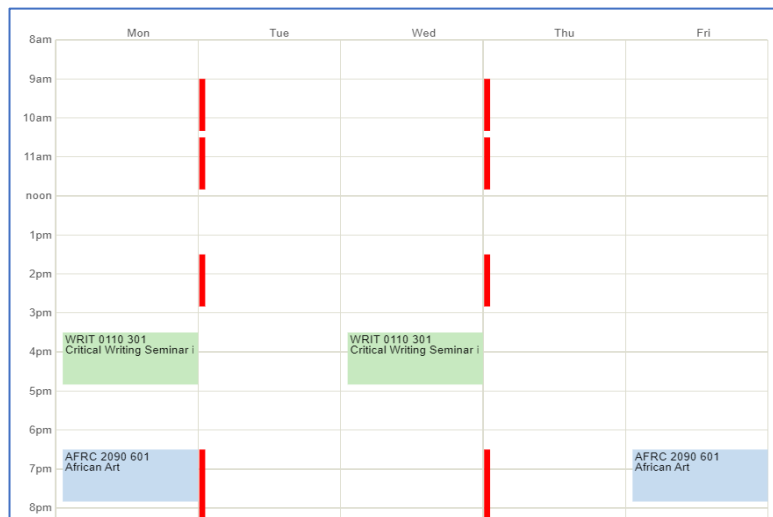 Mon Tue Wed Thu Fri
8am
9am
10am
11am
noon
1pm
2pm
3pm
WRIT 0110 301 WRIT 0110 301
4pm Critical Writing Seminar i Critical Writing Seminar i
5pm
6pm
AFRC 2090 601 AFRC 2090 601
7pm African Art African Art
8pm